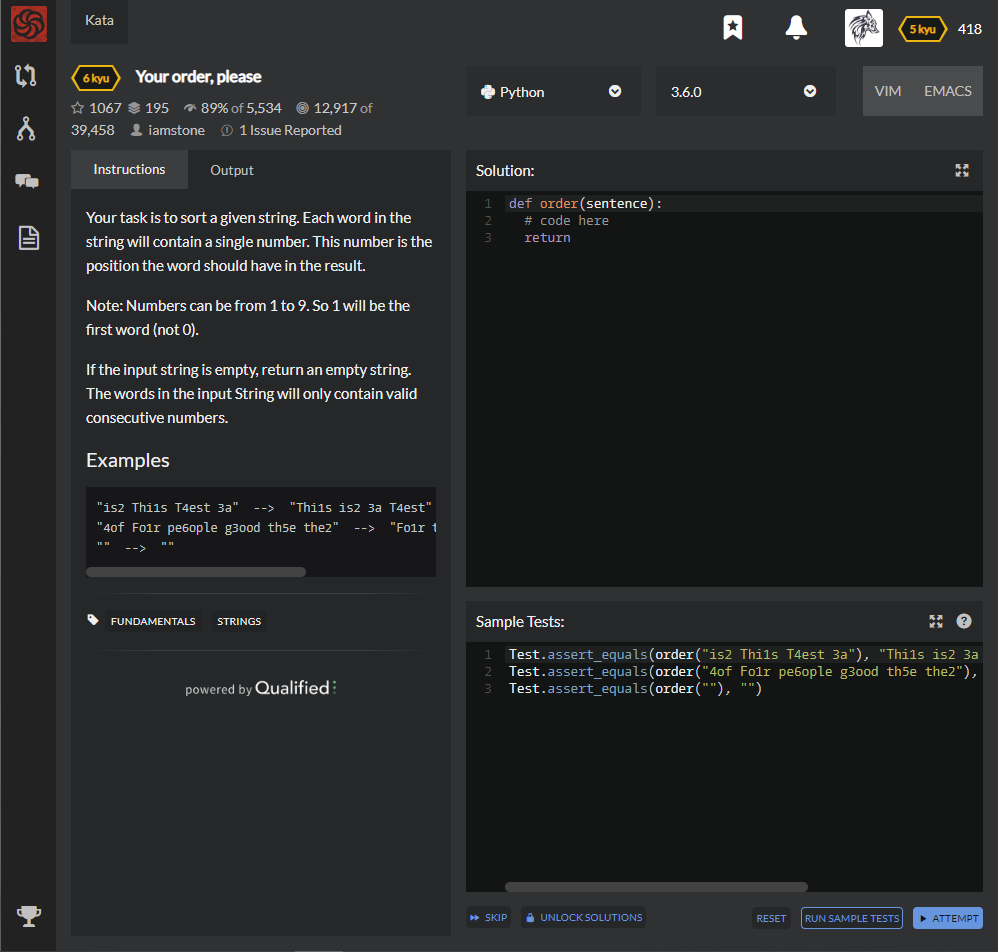 Kata
5 kyu 418
6 kyu Your order, please
1067 195 89% of 5,534 12,917 of
39,458 iamstone 1 Issue Reported
Python
3.6.0
VIM EMACS
Instructions Output
Your task is to sort a given string. Each word in the
string will contain a single number. This number is the
position the word should have in the result.
Note: Numbers can be from 1 to 9. So 1 will be the
first word (not 0).
If the input string is empty, return an empty string.
The words in the input String will only contain valid
consecutive numbers.
Examples
"is2 Thi1s T4est 3a" --> "Thi1s is2 3a T4est"
"4of Fo1r pe6ople g3ood th5e the2" --> "Fo1r t
"" --> ""
FUNDAMENTALS STRINGS
powered by Qualified
Solution:
1 def order(sentence):
2 # code here
3 return
Sample Tests:
1 Test.assert_equals(order("is2 Thi1s T4est 3a"), "Thi1s is2 3a
2 Test.assert_equals(order("4of Fo1r pe6ople g3ood th5e the2"),
3 Test.assert_equals(order(""), "")
SKIP UNLOCK SOLUTIONS RESET RUN SAMPLE TESTS ATTEMPT